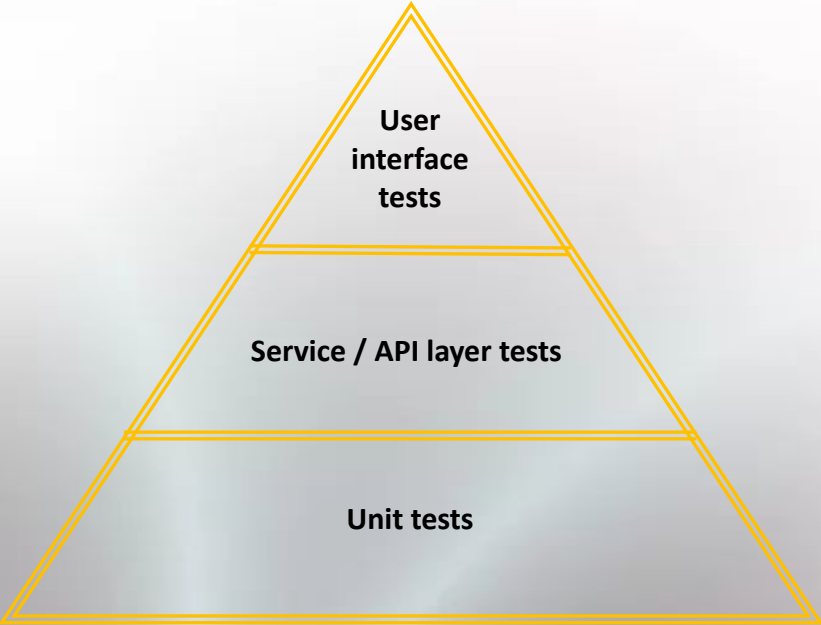 User
interface
tests
Service / API layer tests
Unit tests